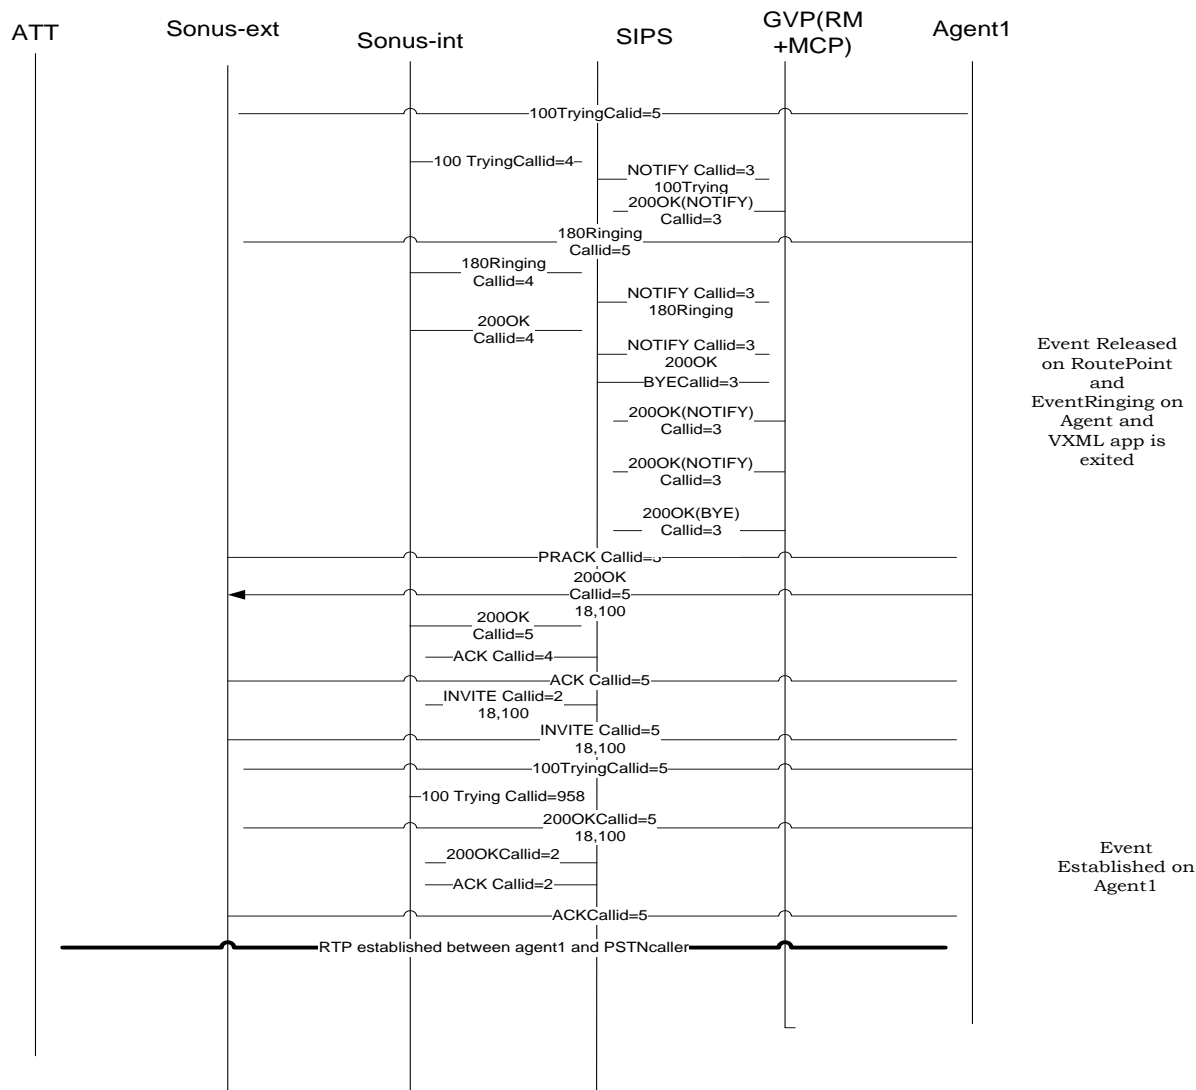 ATT
Sonus-ext
Sonus-int
SIPS
GVP(RM
+MCP)
Agent1
100TryingCalid=5
100 TryingCallid=4
NOTIFY Callid=3
100Trying
200OK(NOTIFY)
Callid=3
180Ringing
Callid=5
180Ringing
Callid=4
NOTIFY Callid=3
180Ringing
200OK
Callid=4
NOTIFY Callid=3
200OK
BYECallid=3
200OK(NOTIFY)
Callid=3
200OK(NOTIFY)
Callid=3
200OK(BYE)
Callid=3
Event Released
on RoutePoint
and
EventRinging on
Agent and
VXML app is
exited
PRACK Callid=5
200OK
Callid=5
18,100
200OK
Callid=5
ACK Callid=4
ACK Callid=5
INVITE Callid=2
18,100
INVITE Callid=5
18,100
100TryingCallid=5
100 Trying Callid=958
200OKCallid=5
18,100
200OKCallid=2
ACK Callid=2
ACKCallid=5
Event
Established on
Agent1
RTP established between agent1 and PSTNcaller